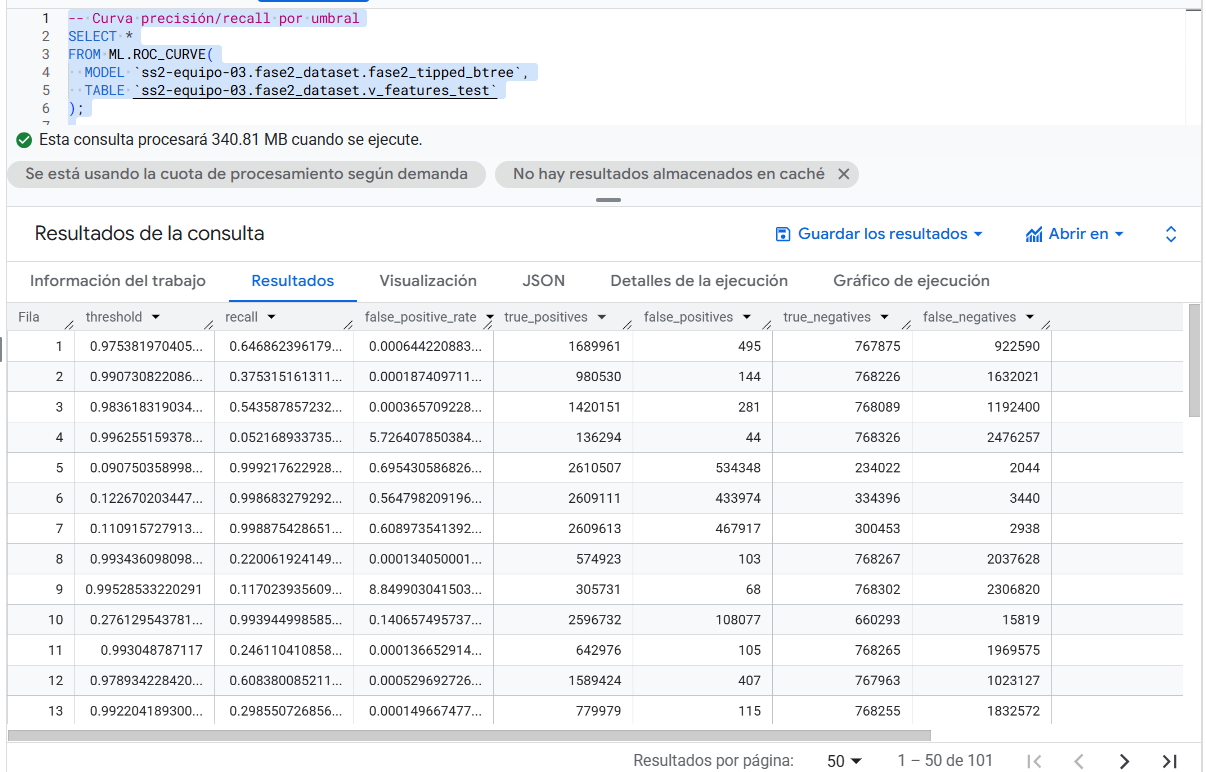 1 -- Curva precisión/recall por umbral
2 SELECT *
3 FROM ML.ROC_CURVE(
4 MODEL `ss2-equipo-03.fase2_dataset.fase2_tipped_btree`,
5 TABLE `ss2-equipo-03.fase2_dataset.v_features_test`
6 );
7
Esta consulta procesará 340.81 MB cuando se ejecute.
Se está usando la cuota de procesamiento según demanda No hay resultados almacenados en caché
Resultados de la consulta Guardar los resultados Abrir en
Información del trabajo Resultados Visualización JSON Detalles de la ejecución Gráfico de ejecución
Fila threshold recall false_positive_rate true_positives false_positives true_negatives false_negatives
1 0.975381970405... 0.646862396179... 0.000644220883... 1689961 495 767875 922590
2 0.990730822086... 0.375315161311... 0.000187409711... 980530 144 768226 1632021
3 0.983618319034... 0.543587857232... 0.000365709228... 1420151 281 768089 1192400
4 0.996255159378... 0.052168933735... 5.726407850384... 136294 44 768326 2476257
5 0.090750358998... 0.999217622928... 0.695430586826... 2610507 534348 234022 2044
6 0.122670203447... 0.998683279292... 0.564798209196... 2609111 433974 334396 3440
7 0.110915727913... 0.998875428651... 0.608973541392... 2609613 467917 300453 2938
8 0.993436098098... 0.220061924149... 0.000134050001... 574923 103 768267 2037628
9 0.99528533220291 0.117023935609... 8.849903041503... 305731 68 768302 2306820
10 0.276129543781... 0.993944998585... 0.140657495737... 2596732 108077 660293 15819
11 0.993048787117 0.246110410858... 0.000136652914... 642976 105 768265 1969575
12 0.978934228420... 0.608380085211... 0.000529692726... 1589424 407 767963 1023127
13 0.992204189300... 0.298550726856... 0.000149667477... 779979 115 768255 1832572
Resultados por página: 50 1 – 50 de 101